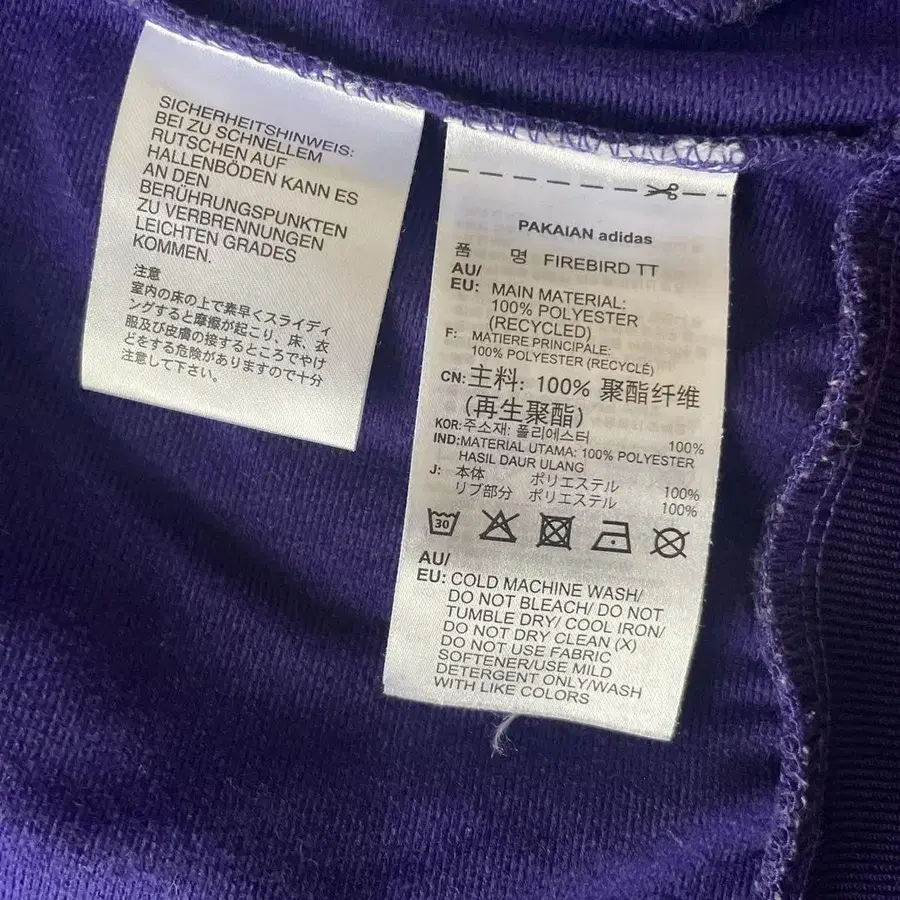 SICHERHEITSHINWEIS:
BEI ZU SCHNELLEM
RUTSCHEN AUF
HALLENBÖDEN KANN ES
AN DEN
BERÜHRUNGSPUNKTEN
ZU VERBRENNUNGEN
LEICHTEN GRADES
KOMMEN.
注意
室内の床の上で素早くスライディ
ングすると摩擦が起こり、床、衣
服及び皮膚の接するところでやけ
どをする危険がありますので十分
注意して下さい。
PAKAIAN adidas
품 명 FIREBIRD TT
AU/
EU: MAIN MATERIAL:
100% POLYESTER
(RECYCLED)
F: MATIERE PRINCIPALE:
100% POLYESTER (RECYCLÉ)
CN: 主料: 100% 聚酯纤维
(再生聚酯)
KOR: 주소재: 폴리에스터 100%
IND: MATERIAL UTAMA: 100% POLYESTER
HASIL DAUR ULANG
J: 本体 ポリエステル 100%
リブ部分 ポリエステル 100%
30
AU/
EU: COLD MACHINE WASH/
DO NOT BLEACH/ DO NOT
TUMBLE DRY/ COOL IRON/
DO NOT DRY CLEAN (X)
DO NOT USE FABRIC
SOFTENER/USE MILD
DETERGENT ONLY/WASH
WITH LIKE COLORS